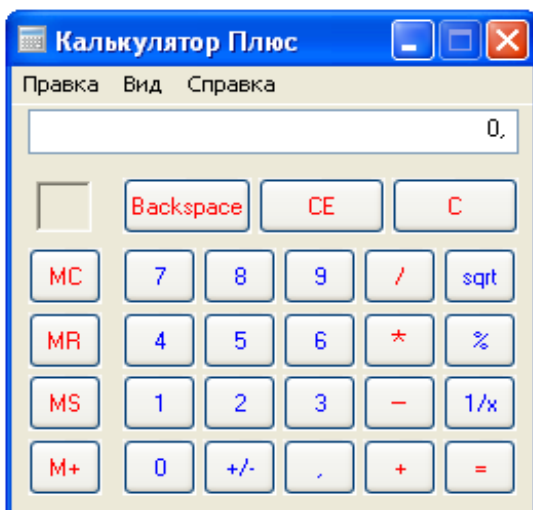 Калькулятор Плюс
Правка Вид Справка
0,
Backspace CE C
MC 7 8 9 / sqrt
MR 4 5 6 * %
MS 1 2 3 − 1/x
M+ 0 +/- , + =